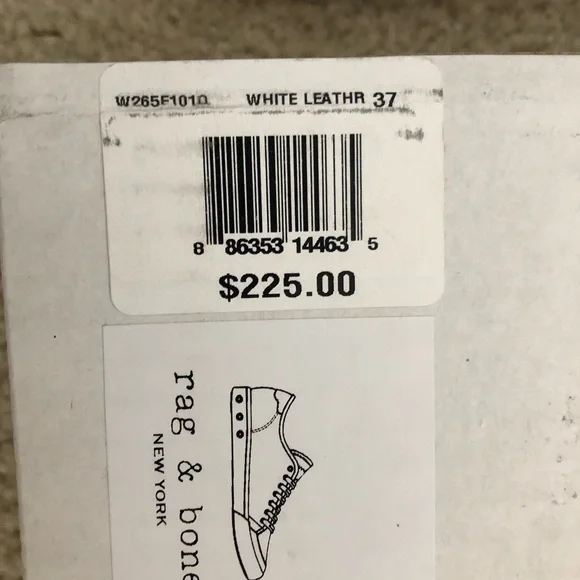 W265F101Q WHITE LEATHR 37
8 86353 14463 5
$225.00
rag & bone
NEW YORK